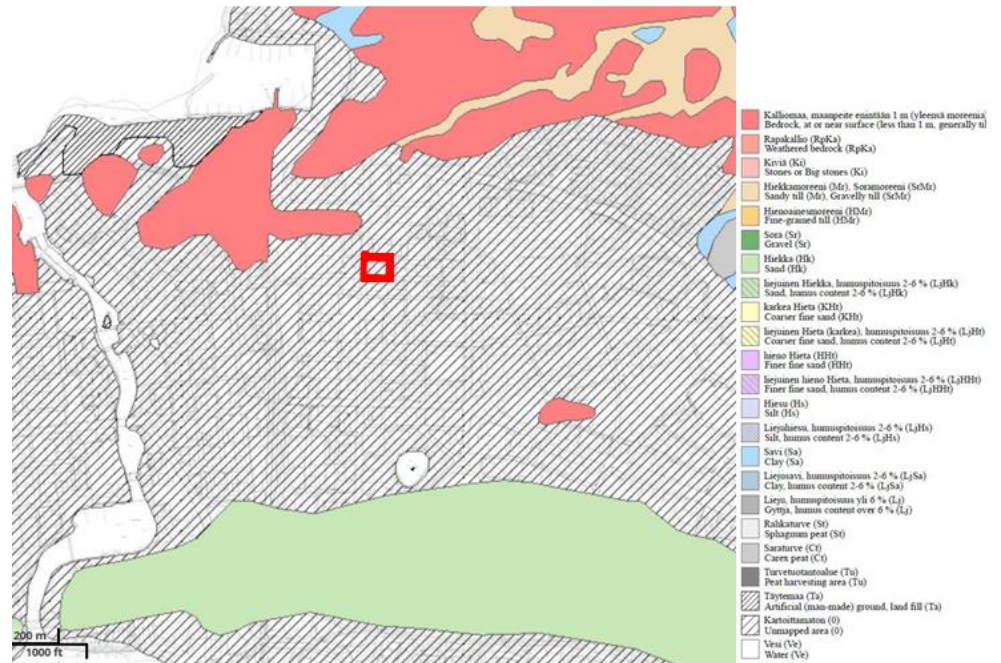 Kalliomaa, maanpeite enintään 1 m (yleensä moreenia
Bedrock, at or near surface (less than 1 m, generally
Rapakallio (RpKa)
Weathered bedrock (RpKa)
Kiviä (Ki)
Stones or Big stones (Ki)
Hiekkamoreeni (Mr), Soramoreeni (SrMr)
Sandy till (Mr), Gravelly till (SrMr)
Hienoainesmoreeni (HMr)
Fine-grained till (HMr)
Sora (Sr)
Gravel (Sr)
Hiekka (Hk)
Sand (Hk)
liejuinen Hiekka, humuspitoisuus 2-6 % (LjHk)
Sand, humus content 2-6 % (LjHk)
karkea Hieta (KHt)
Coarser fine sand (KHt)
liejuinen Hieta (karkea), humuspitoisuus 2-6 % (LjHt)
Coarser fine sand, humus content 2-6 % (LjHt)
hieno Hieta (HHt)
Finer fine sand (HHt)
liejuinen hieno Hieta, humuspitoisuus 2-6 % (LjHHt)
Finer fine sand, humus content 2-6 % (LjHHt)
Hiesu (Hs)
Silt (Hs)
Liejuhiesu, humuspitoisuus 2-6 % (LjHs)
Silt, humus content 2-6 % (LjHs)
Savi (Sa)
Clay (Sa)
Liejusavi, humuspitoisuus 2-6 % (LjSa)
Clay, humus content 2-6 % (LjSa)
Lieju, humuspitoisuus yli 6 % (Lj)
Gyttja, humus content over 6 % (Lj)
Rahkaturve (St)
Sphagnum peat (St)
Saraturve (Ct)
Carex peat (Ct)
Turvetuotantoalue (Tu)
Peat harvesting area (Tu)
Täytemaa (Ta)
Artificial (man-made) ground, land fill (Ta)
Kartoittamaton (0)
Unmapped area (0)
Vesi (Ve)
Water (Ve)
200 m
1000 ft